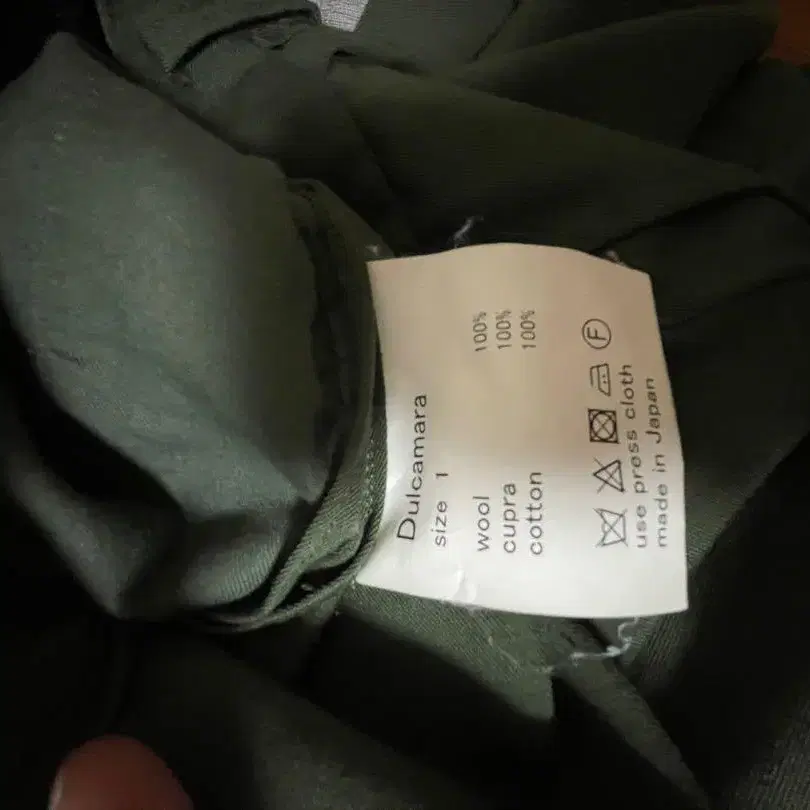 Dulcamara
size 1
wool 100%
cupra 100%
cotton 100%
F
use press cloth
made in Japan